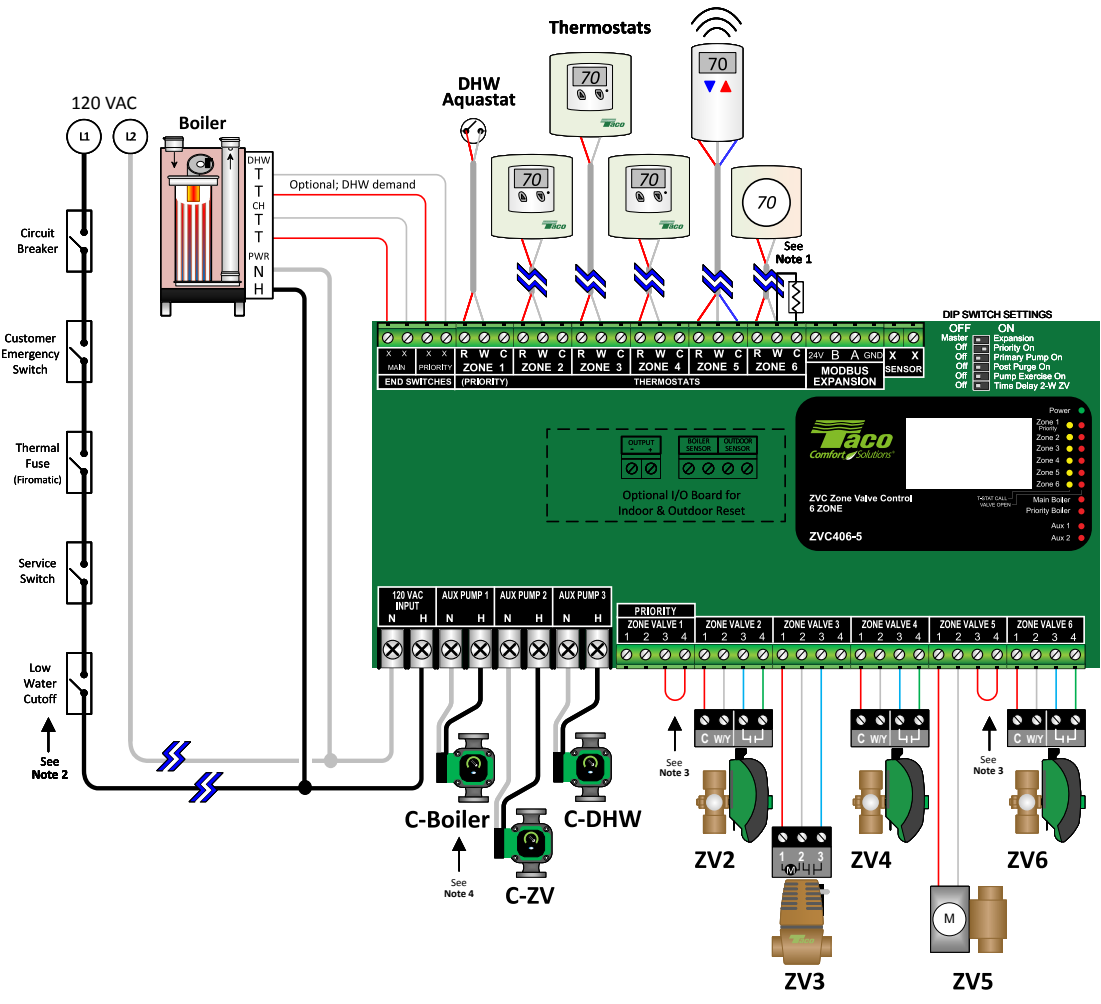 Thermostats
120 VAC
L1
L2
Boiler
DHW
Aquastat
DHW
T
T
CH
T
T
PWR
N
H
Optional; DHW demand
70
Taco
70
Taco
70
Taco
70
70
See
Note 1
Circuit
Breaker
Customer
Emergency
Switch
Thermal
Fuse
(Firomatic)
Service
Switch
Low
Water
Cutoff
See
Note 2
X X X X
MAIN PRIORITY
END SWITCHES
R W C R W C R W C R W C R W C R W C
ZONE 1 ZONE 2 ZONE 3 ZONE 4 ZONE 5 ZONE 6
(PRIORITY) THERMOSTATS
24V B A GND
MODBUS
EXPANSION
X X
SENSOR
DIP SWITCH SETTINGS
OFF ON
Master Expansion
Off Priority On
Off Primary Pump On
Off Post Purge On
Off Pump Exercise On
Off Time Delay 2-W ZV
OUTPUT
- +
BOILER
SENSOR
OUTDOOR
SENSOR
Optional I/O Board for
Indoor & Outdoor Reset
Taco
Comfort Solutions®
ZVC Zone Valve Control
6 ZONE
ZVC406-5
Power
Zone 1
Priority
Zone 2
Zone 3
Zone 4
Zone 5
Zone 6
T-STAT CALL
VALVE OPEN
Main Boiler
Priority Boiler
Aux 1
Aux 2
120 VAC
INPUT
N H
AUX PUMP 1
N H
AUX PUMP 2
N H
AUX PUMP 3
N H
PRIORITY
ZONE VALVE 1 ZONE VALVE 2 ZONE VALVE 3 ZONE VALVE 4 ZONE VALVE 5 ZONE VALVE 6
1 2 3 4 1 2 3 4 1 2 3 4 1 2 3 4 1 2 3 4 1 2 3 4
C W/Y
C W/Y
C W/Y
See
Note 3
See
Note 3
C-Boiler
C-DHW
C-ZV
See
Note 4
ZV2
ZV4
ZV6
1 2 3
M
Taco
M
ZV3
ZV5